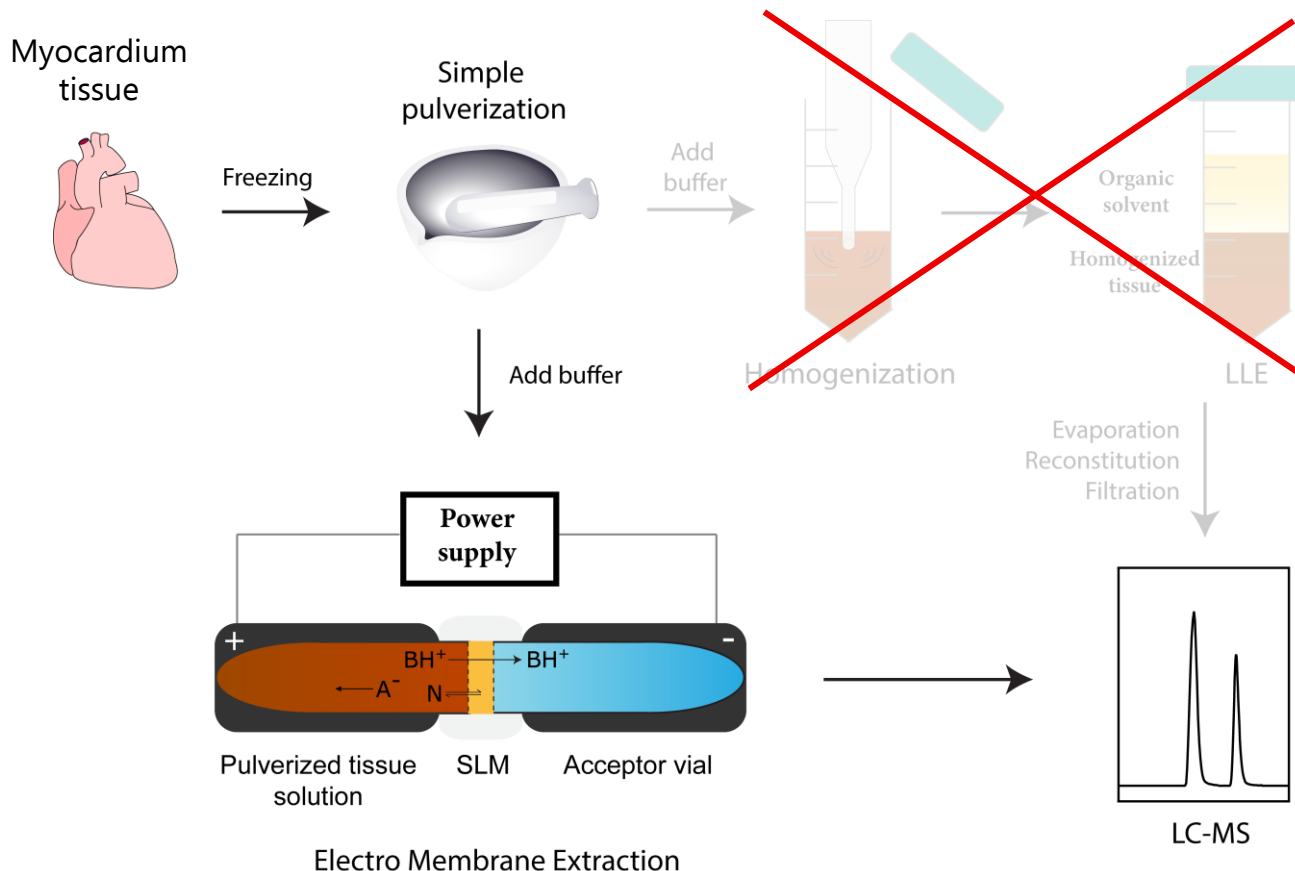 Myocardium
tissue
Freezing
Simple
pulverization
Add
buffer
Homogenization
Organic
solvent
Homogenized
tissue
LLE
Evaporation
Reconstitution
Filtration
Add buffer
Power
supply
+
-
BH⁺
BH⁺
A⁻
N
Pulverized tissue
solution
SLM
Acceptor vial
Electro Membrane Extraction
LC-MS